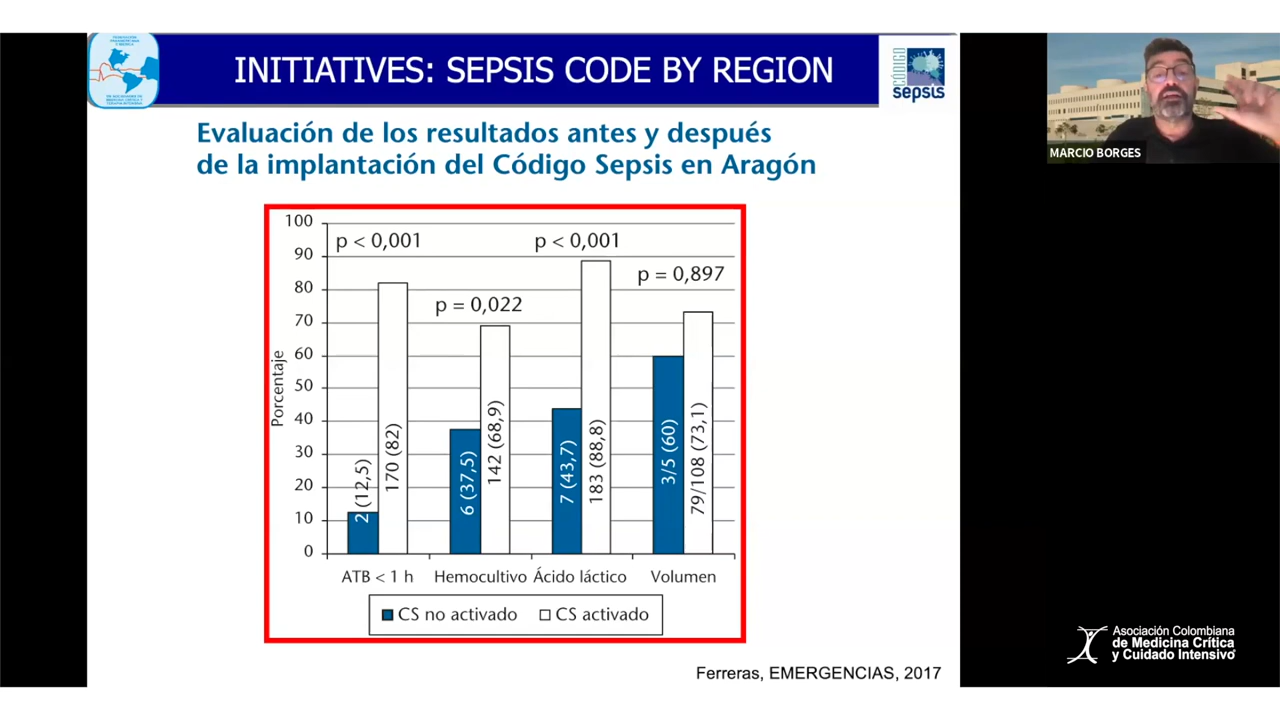 INITIATIVES: SEPSIS CODE BY REGION
CÓDIGO
sepsis
MARCIO BORGES
Evaluación de los resultados antes y después
de la implantación del Código Sepsis en Aragón
Porcentaje
100
90
80
70
60
50
40
30
20
10
0
p < 0,001
p = 0,022
p < 0,001
p = 0,897
2 (12,5)
170 (82)
6 (37,5)
142 (68,9)
7 (43,7)
183 (88,8)
3/5 (60)
79/108 (73,1)
ATB < 1 h
Hemocultivo
Ácido láctico
Volumen
CS no activado
CS activado
Asociación Colombiana
de Medicina Crítica
y Cuidado Intensivo
Ferreras, EMERGENCIAS, 2017